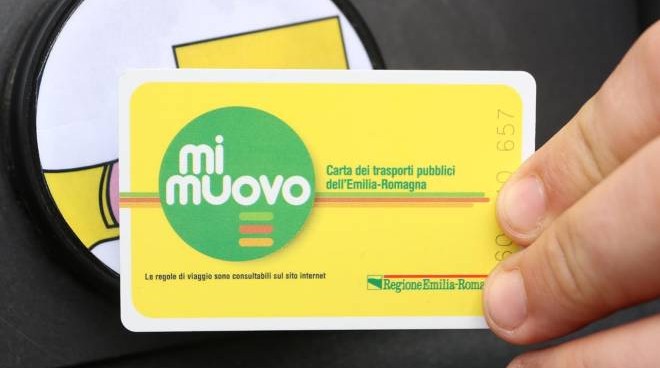 mi
muovo
Carta dei trasporti pubblici
dell'Emilia-Romagna
Le regole di viaggio sono consultabili sul sito internet
RegioneEmilia-Roma
657